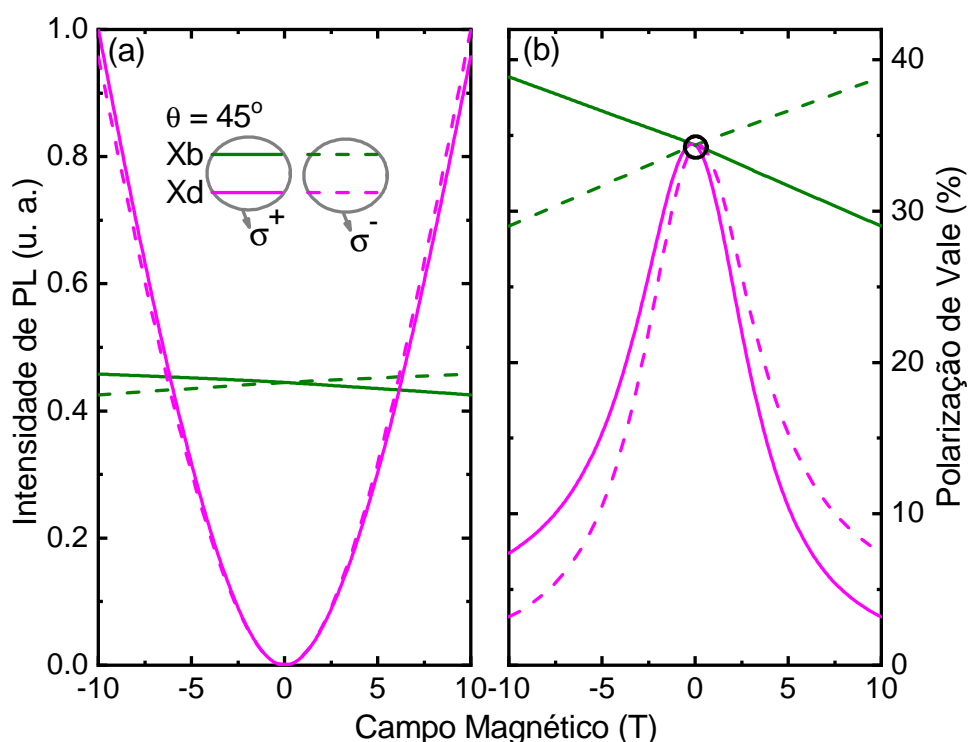 (a)
(b)
θ = 45°
Xb
Xd
σ+
σ-
Intensidade de PL (u. a.)
1.0
0.8
0.6
0.4
0.2
0.0
-10
-5
0
5
10
-10
-5
0
5
10
40
30
20
10
0
Polarização de Vale (%)
Campo Magnético (T)